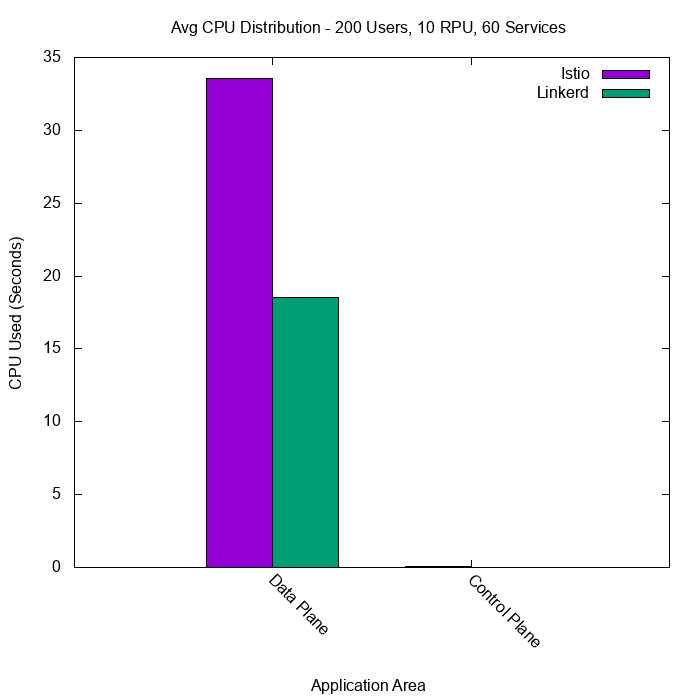 Avg CPU Distribution - 200 Users, 10 RPU, 60 Services
Istio
Linkerd
35
30
25
20
15
10
5
0
CPU Used (Seconds)
Data Plane
Control Plane
Application Area